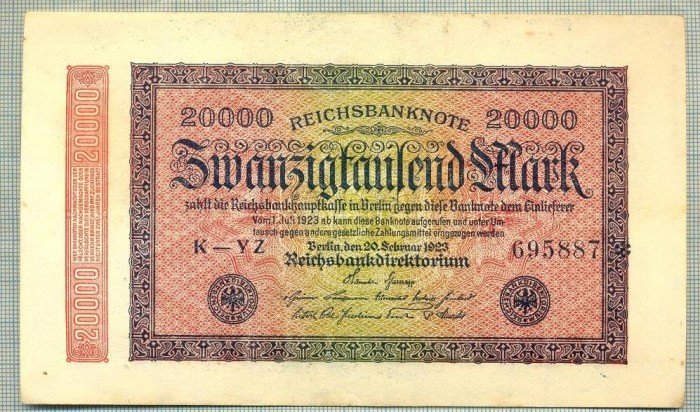 20000
20000
20000 REICHSBANKNOTE 20000
Zwanzigtausend Mark
zahlt die Reichsbankhauptkasse in Berlin gegen diese Banknote dem Einlieferer
Vom 1. Juli 1923 ab kann diese Banknote aufgerufen und unter Um-
tausch gegen andere gesetzliche Zahlungsmittel eingezogen werden
K—YZ Berlin, den 20. Februar 1923 695887 *
Reichsbankdirektorium